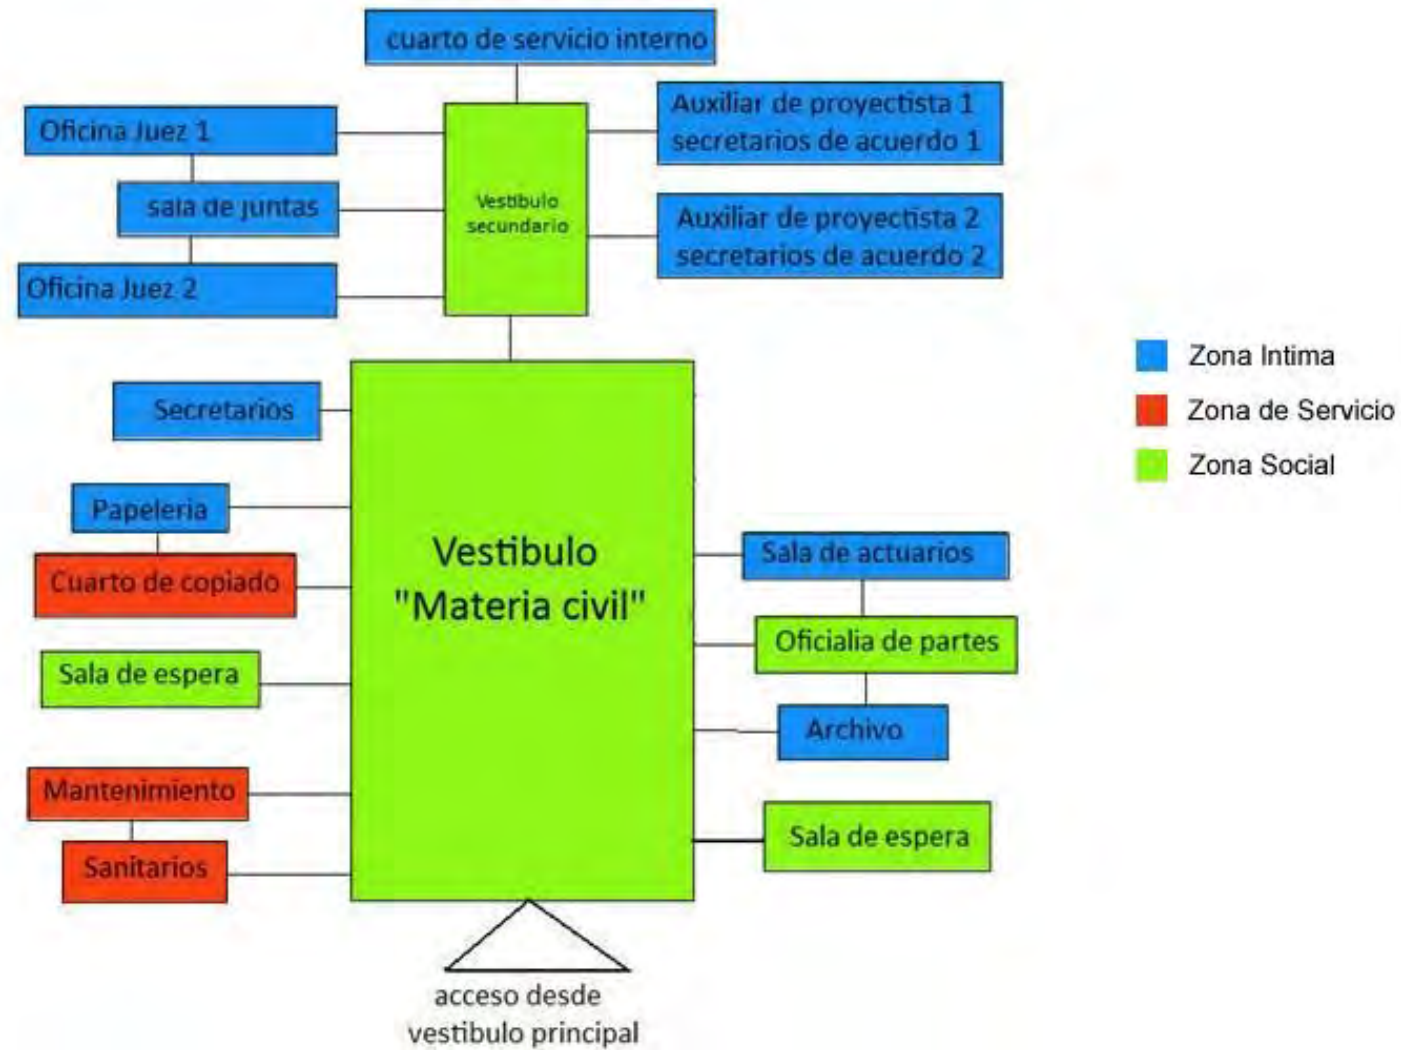 cuarto de servicio interno
Oficina Juez 1
Auxiliar de proyectista 1
secretarios de acuerdo 1
sala de juntas
Vestibulo
secundario
Auxiliar de proyectista 2
secretarios de acuerdo 2
Oficina Juez 2
Zona Intima
Zona de Servicio
Zona Social
Secretarios
Papeleria
Cuarto de copiado
Sala de espera
Mantenimiento
Sanitarios
Vestibulo
"Materia civil"
Sala de actuarios
Oficialia de partes
Archivo
Sala de espera
acceso desde
vestibulo principal